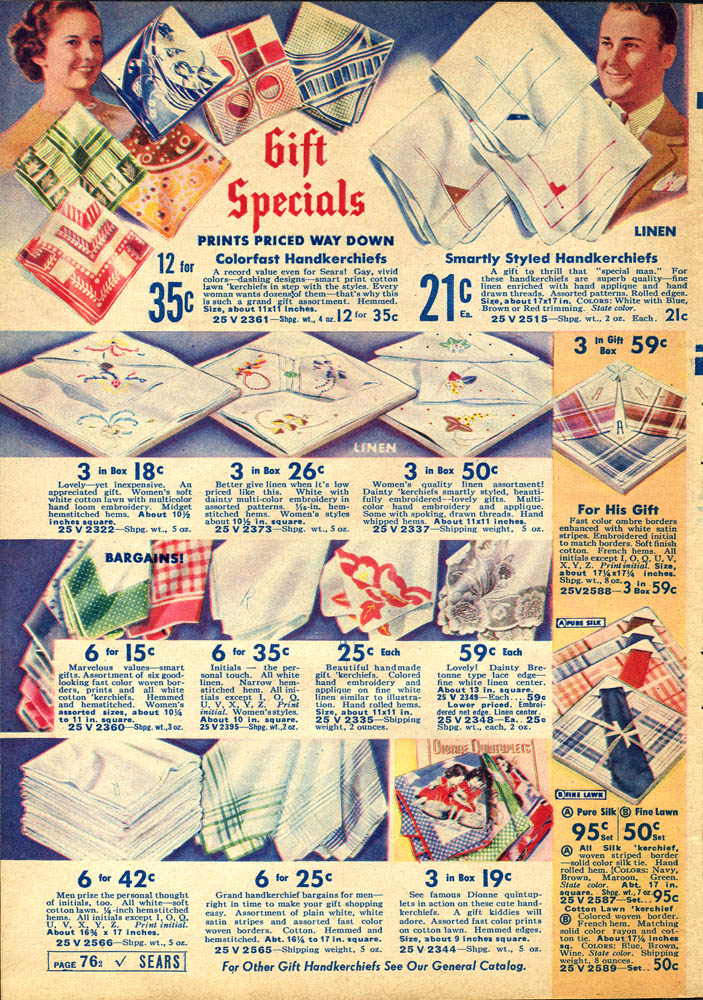 Gift
Specials
PRINTS PRICED WAY DOWN
12 for
35c
Colorfast Handkerchiefs
A record value even for Sears! Gay, vivid
colors—dashing designs—smart print cotton
lawn 'kerchiefs in step with the styles. Every
woman wants dozens of them—that's why this
is such a grand gift assortment. Hemmed.
Size, about 11x11 inches.
25 V 2361—Shpg. wt., 4 oz. 12 for 35c
LINEN
Smartly Styled Handkerchiefs
21c
Ea.
A gift to thrill that "special man." For
these handkerchiefs are superb quality—fine
linen enriched with hand applique and hand
drawn threads. Assorted patterns. Rolled edges.
Size, about 17x17 in. COLORS: White with Blue,
Brown or Red trimming. State color.
25 V 2515—Shpg. wt., 2 oz. Each. 21c
LINEN
3 in Box 18c
Lovely—yet inexpensive. An
appreciated gift. Women's soft
white cotton lawn with multicolor
hand loom embroidery. Midget
hemstitched hems. About 10½
inches square.
25 V 2322—Shpg. wt., 5 oz.
3 in Box 26c
Better give linen when it's low
priced like this. White with
dainty multi-color embroidery in
assorted patterns. 1/16-in. hem-
stitched hems. Women's styles
about 10½ in. square.
25 V 2373—Shpg. wt., 5 oz.
3 in Box 50c
Women's quality linen assortment!
Dainty 'kerchiefs smartly styled, beauti-
fully embroidered—lovely gifts. Multi-
color hand embroidery and applique.
Some with spoking, drawn threads. Hand
whipped hems. About 11x11 inches.
25 V 2337—Shipping weight, 5 oz.
3 In Gift
Box 59c
A
For His Gift
Fast color ombre borders
enhanced with white satin
stripes. Embroidered initial
to match borders. Soft finish
cotton. French hems. All
initials except I, O, Q, U, V,
X, Y, Z. Print initial. Size,
about 17¼x17¼ inches.
Shpg. wt., 8 oz.
25V2588—3 in Box 59c
BARGAINS!
R
6 for 15c
Marvelous values—smart
gifts. Assortment of six good-
looking fast color woven bor-
ders, prints and all white
cotton 'kerchiefs. Hemmed
and hemstitched. Women's
assorted sizes, about 10¼
to 11 in. square.
25 V 2360—Shpg. wt., 3 oz.
6 for 35c
Initials — the per-
sonal touch. All white
linen. Narrow hem-
stitched hem. All ini-
tials except I, O, Q,
U, V, X, Y, Z. Print
initial. Women's styles.
About 10 in. square.
25 V 2395—Shpg. wt., 2 oz.
25c Each
Beautiful handmade
gift 'kerchiefs. Colored
hand embroidery and
applique on fine white
linen similar to illustra-
tion. Hand rolled hems.
Size, about 11x11 in.
25 V 2335—Shipping
weight, 2 ounces.
59c Each
Lovely! Dainty Bre-
tonne type lace edge—
fine white linen center.
About 13 in. square.
25 V 2349—Each....59c
Lower priced. Embroi-
dered net edge. Linen center.
25 V 2348—Ea..25c
Shpg. wt., each, 2 oz.
Ⓐ PURE SILK
Ⓑ FINE LAWN
Ⓐ Pure Silk Ⓑ Fine Lawn
95c Set 50c Set
Ⓐ All Silk 'kerchief,
woven striped border
—solid color silk tie. Hand
rolled hem. COLORS: Navy,
Brown, Maroon, Green.
State color. Abt. 17 in.
square. Shpg. wt., 7 oz.
25 V 2587—Set...95c
Ⓑ Cotton Lawn 'kerchief
Colored woven border.
French hem. Matching
solid color rayon and cot-
ton tie. About 17¼ inches
sq. COLORS: Blue, Brown,
Wine. State color. Shipping
weight, 8 ounces.
25 V 2589—Set..50c
Dionne Quintuplets
6 for 42c
Men prize the personal thought
of initials, too. All white—soft
cotton lawn. ¼-inch hemstitched
hems. All initials except I, O, Q,
U, V, X, Y, Z. Print initial.
About 16¾ x 17 inches.
25 V 2566—Shpg. wt., 5 oz.
6 for 25c
Grand handkerchief bargains for men—
right in time to make your gift shopping
easy. Assortment of plain white, white
satin stripes and assorted fast color
woven borders. Cotton. Hemmed and
hemstitched. Abt. 16¼ to 17 in. square.
25 V 2565—Shipping weight, 5 oz.
3 in Box 19c
See famous Dionne quintup-
lets in action on these cute hand-
kerchiefs. A gift kiddies will
adore. Assorted fast color prints
on cotton lawn. Hemmed edges.
Size, about 9 inches square.
25 V 2344—Shpg. wt., 5 oz.
PAGE 76₂ ✓ SEARS
For Other Gift Handkerchiefs See Our General Catalog.